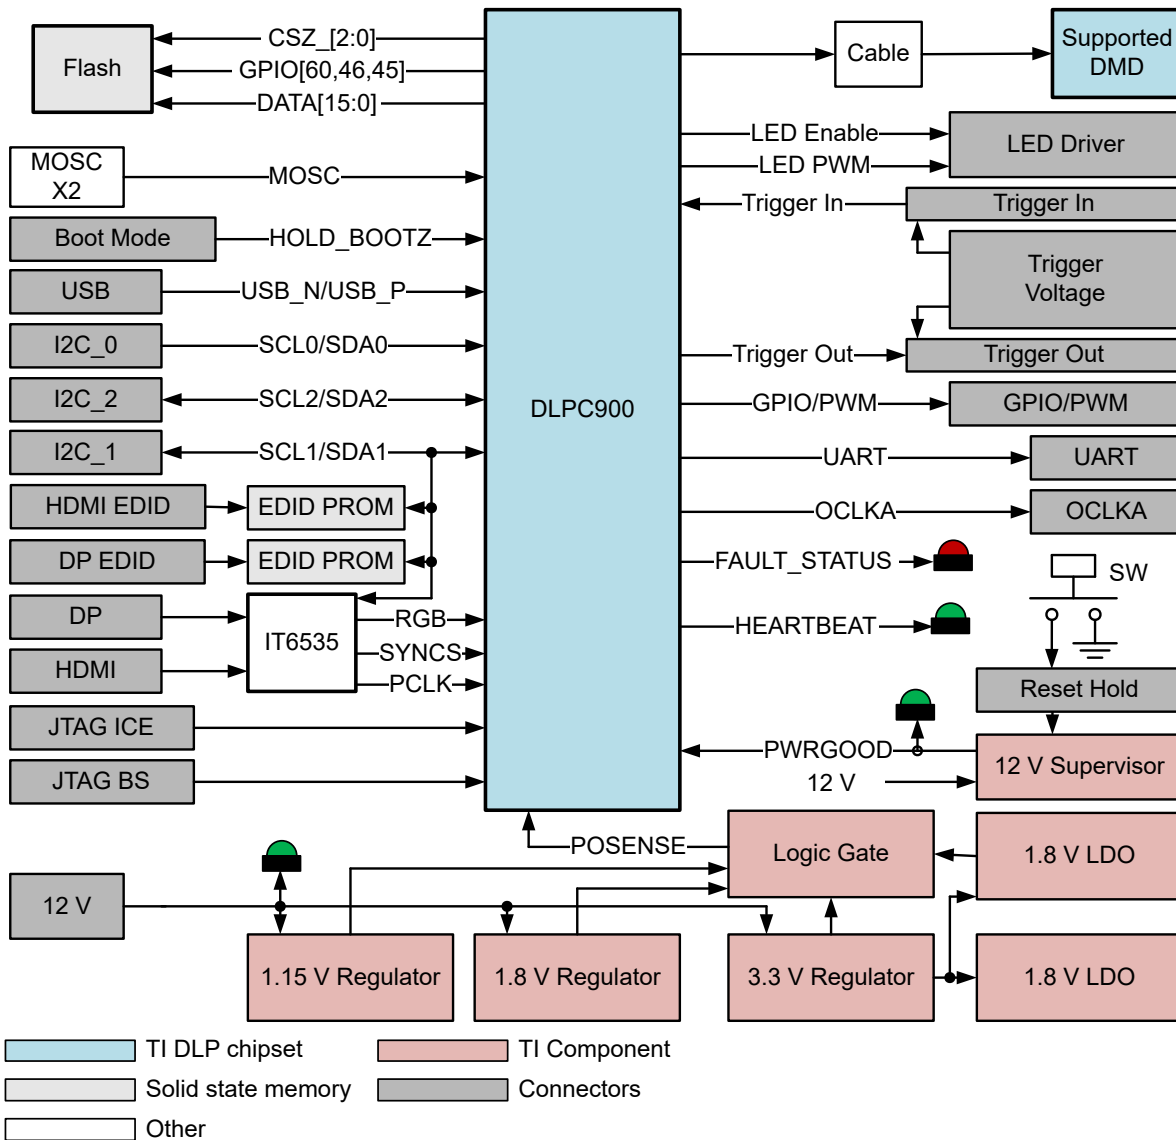 Flash
CSZ_[2:0]
GPIO[60,46,45]
DATA[15:0]
Cable
Supported
DMD
LED Enable
LED PWM
LED Driver
MOSC
X2
MOSC
Trigger In
Trigger In
Boot Mode
HOLD_BOOTZ
Trigger
Voltage
USB
USB_N/USB_P
I2C_0
SCL0/SDA0
Trigger Out
Trigger Out
I2C_2
SCL2/SDA2
DLPC900
GPIO/PWM
GPIO/PWM
I2C_1
SCL1/SDA1
UART
UART
HDMI EDID
EDID PROM
OCLKA
OCLKA
DP EDID
EDID PROM
FAULT_STATUS
SW
DP
IT6535
RGB
SYNCS
PCLK
HEARTBEAT
HDMI
Reset Hold
JTAG ICE
PWRGOOD
12 V
12 V Supervisor
JTAG BS
POSENSE
Logic Gate
1.8 V LDO
12 V
1.15 V Regulator
1.8 V Regulator
3.3 V Regulator
1.8 V LDO
TI DLP chipset
TI Component
Solid state memory
Connectors
Other